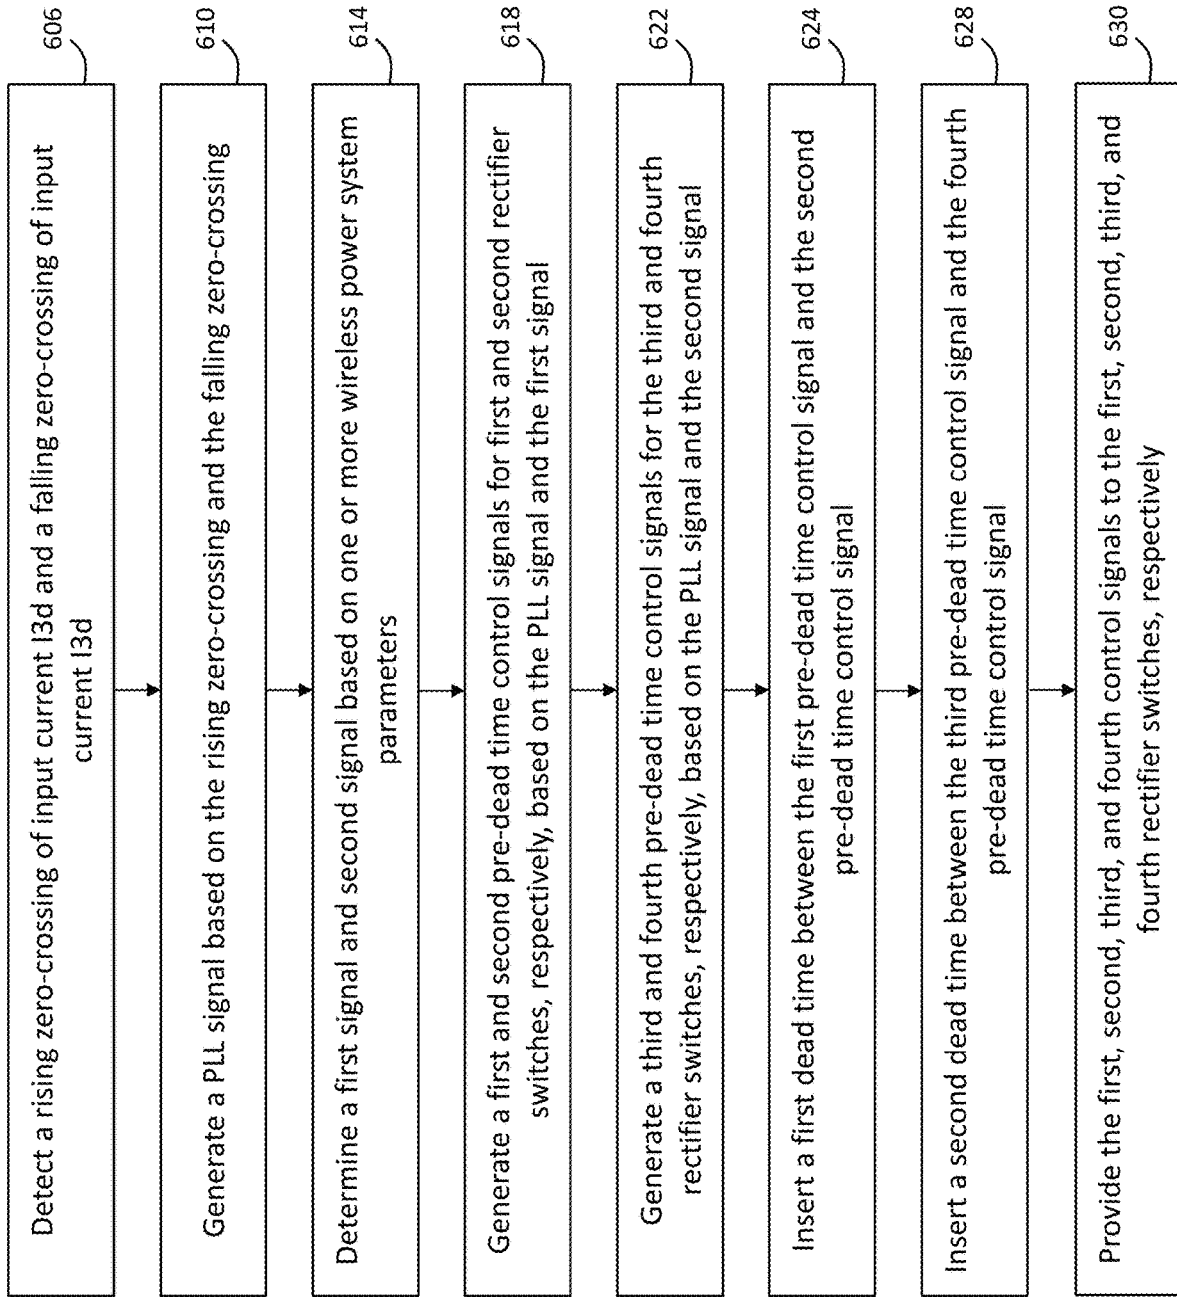 606
Detect a rising zero-crossing of input current I3d and a falling zero-crossing of input
current I3d
610
Generate a PLL signal based on the rising zero-crossing and the falling zero-crossing
614
Determine a first signal and second signal based on one or more wireless power system
parameters
618
Generate a first and second pre-dead time control signals for first and second rectifier
switches, respectively, based on the PLL signal and the first signal
622
Generate a third and fourth pre-dead time control signals for the third and fourth
rectifier switches, respectively, based on the PLL signal and the second signal
624
Insert a first dead time between the first pre-dead time control signal and the second
pre-dead time control signal
628
Insert a second dead time between the third pre-dead time control signal and the fourth
pre-dead time control signal
630
Provide the first, second, third, and fourth control signals to the first, second, third, and
fourth rectifier switches, respectively